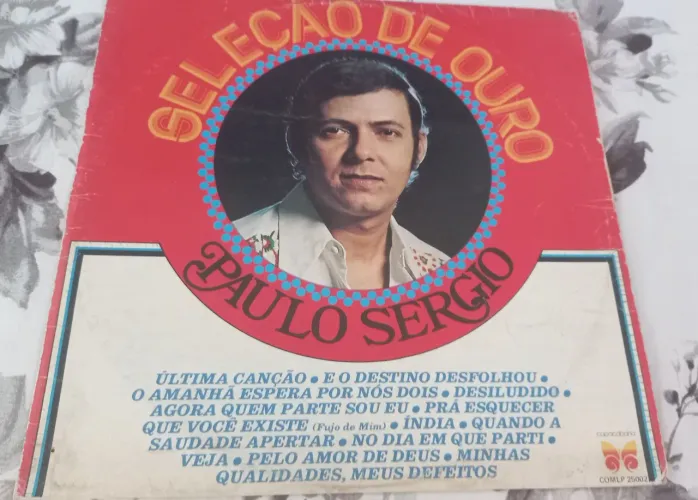 SELEÇÃO DE OURO
PAULO SERGIO
ÚLTIMA CANÇÃO • E O DESTINO DESFOLHOU •
O AMANHÃ ESPERA POR NÓS DOIS • DESILUDIDO •
AGORA QUEM PARTE SOU EU • PRÁ ESQUECER
QUE VOCÊ EXISTE (Fujo de Mim) • ÍNDIA • QUANDO A
SAUDADE APERTAR • NO DIA EM QUE PARTI •
VEJA • PELO AMOR DE DEUS • MINHAS
QUALIDADES, MEUS DEFEITOS
copacabana
COMLP